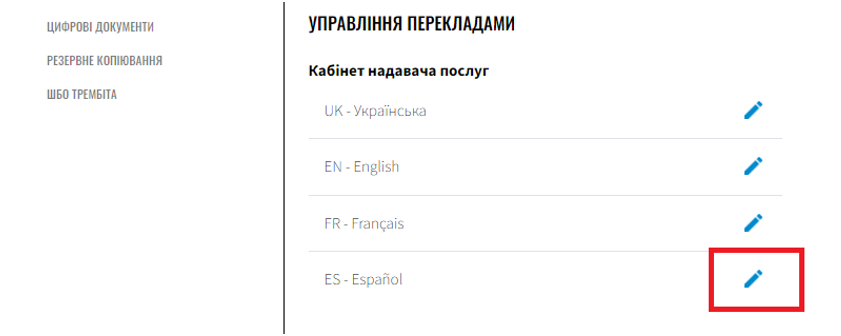 ЦИФРОВІ ДОКУМЕНТИ
РЕЗЕРВНЕ КОПІЮВАННЯ
ШБО ТРЕМБІТА
УПРАВЛІННЯ ПЕРЕКЛАДАМИ
Кабінет надавача послуг
UK - Українська
EN - English
FR - Français
ES - Español